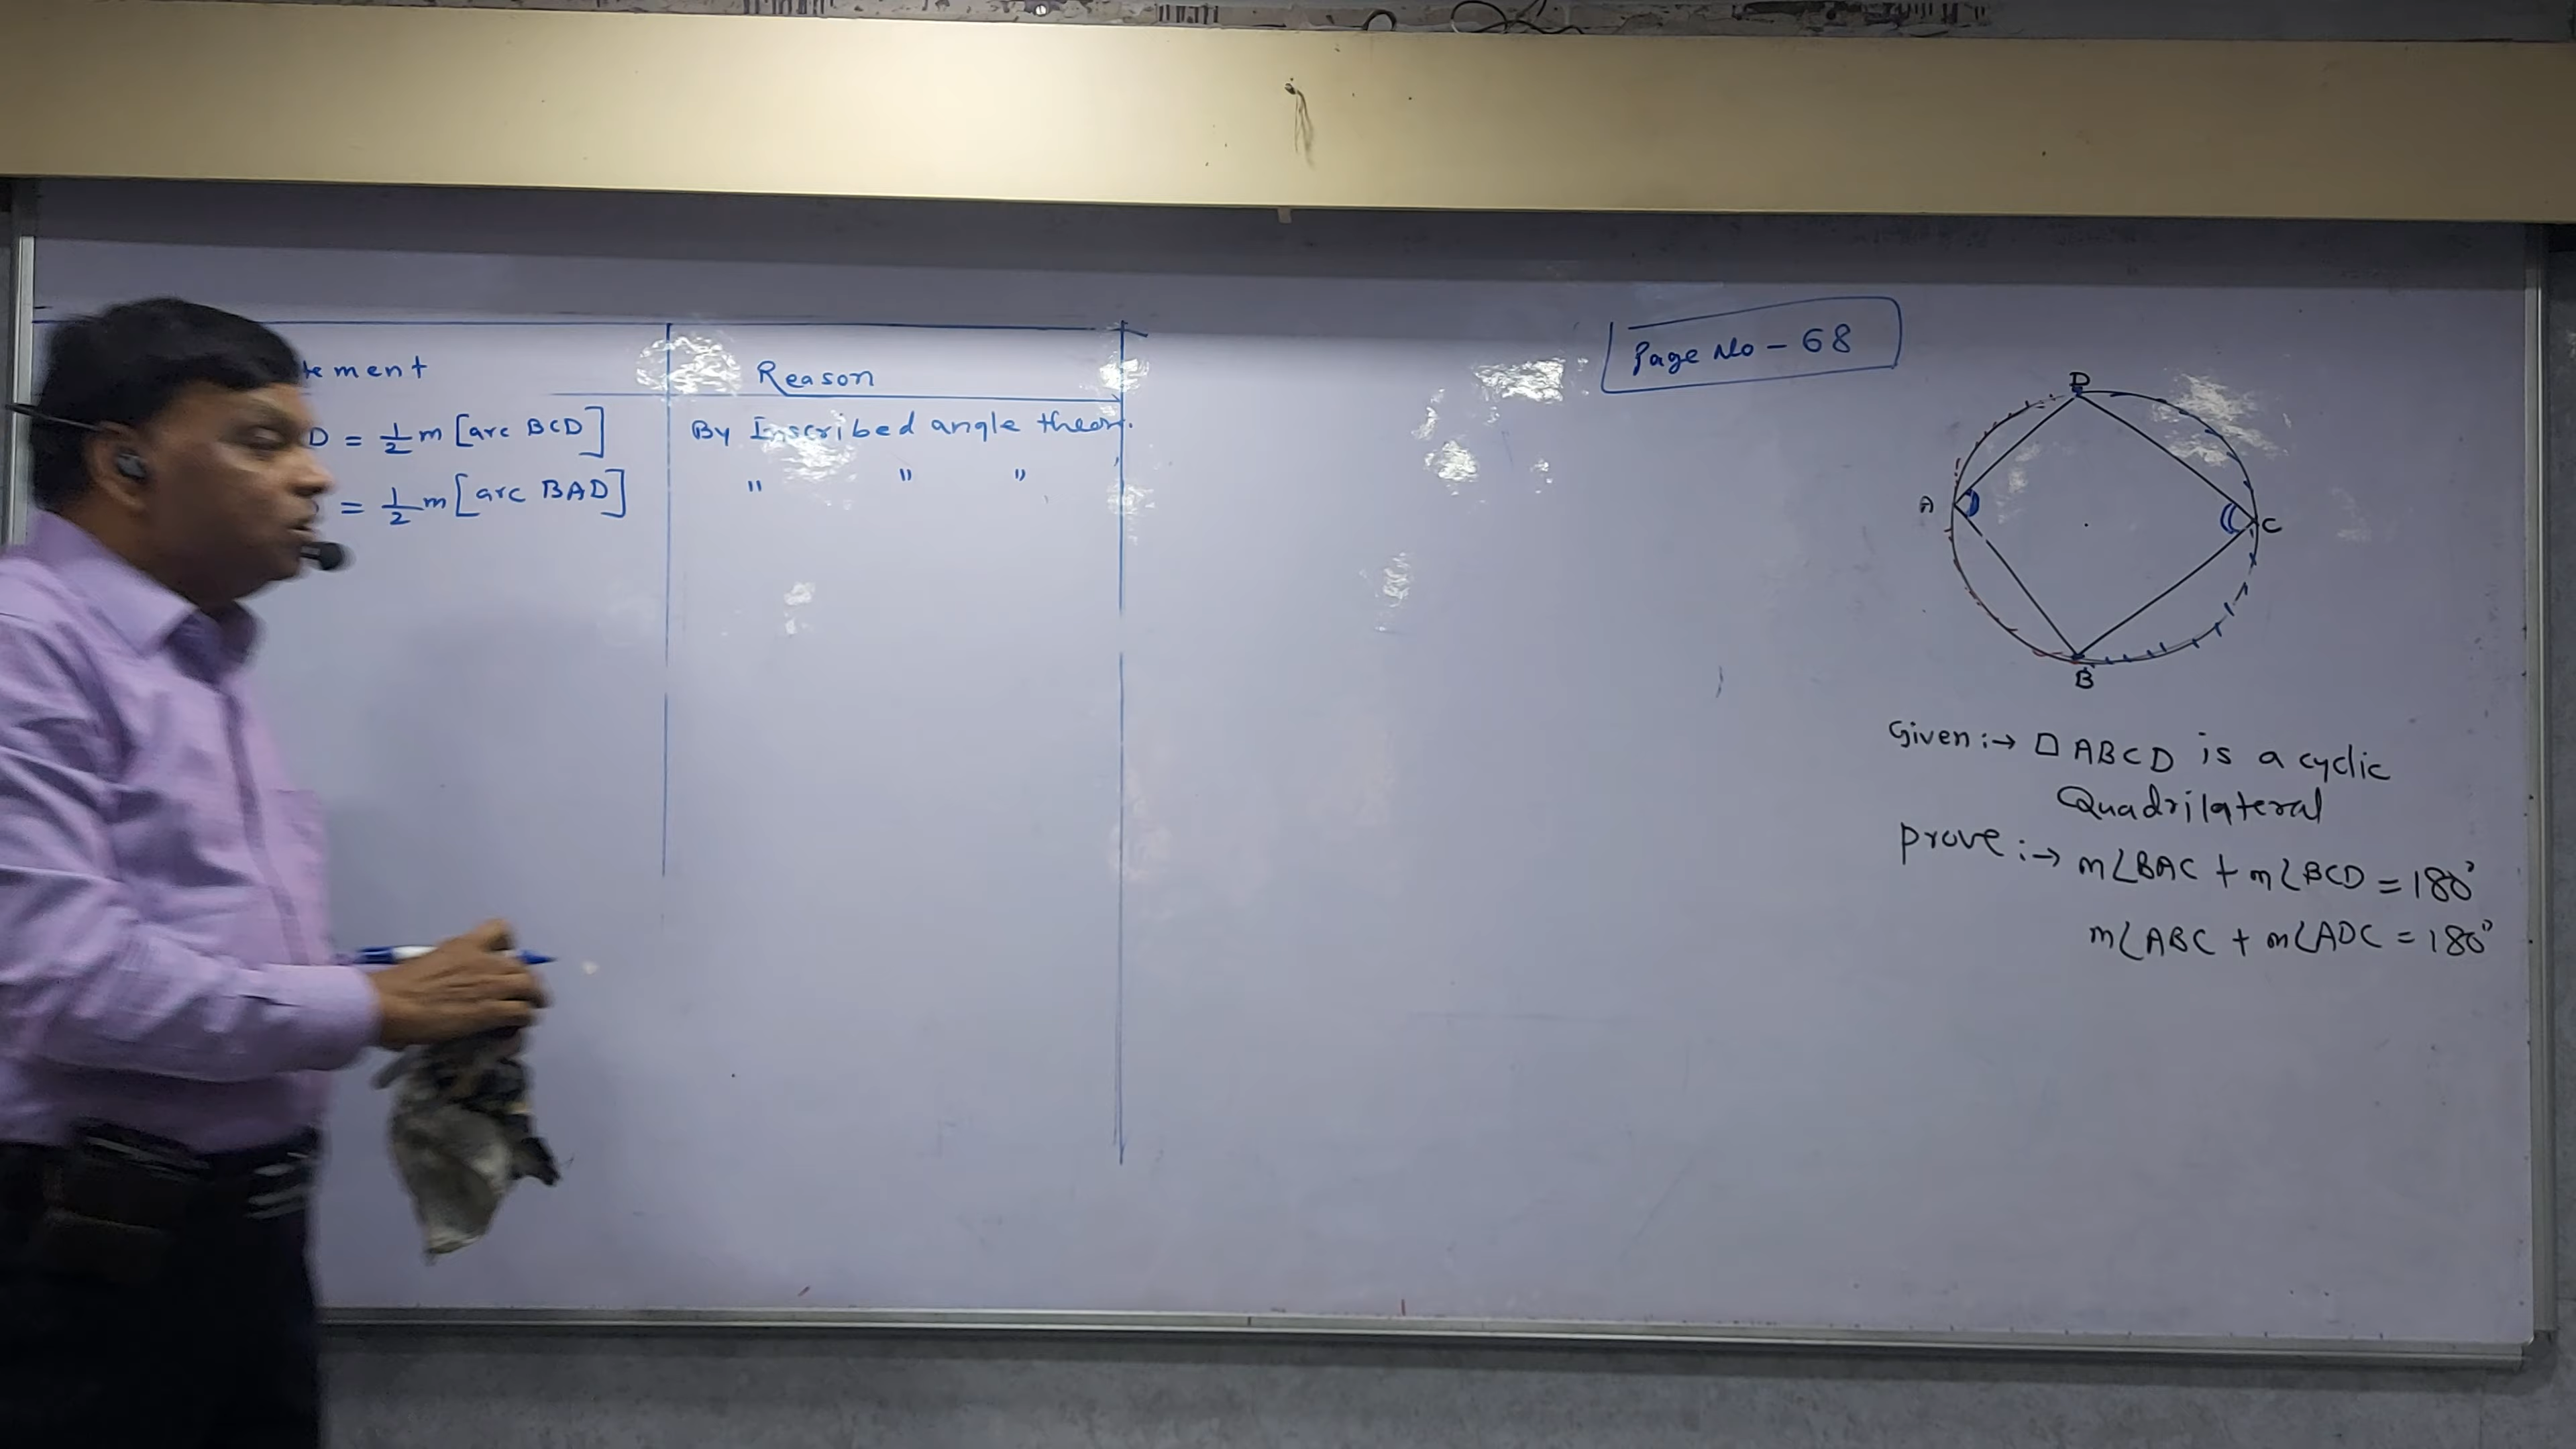 tement
Reason
D = 1/2 m [arc BCD]
By Inscribed angle theor.
= 1/2 m [arc BAD]
" " "
Page No - 68
D
A
C
B
Given :→ □ ABCD is a cyclic
Quadrilateral
prove :→ m∠BAC + m∠BCD = 180°
m∠ABC + m∠ADC = 180°